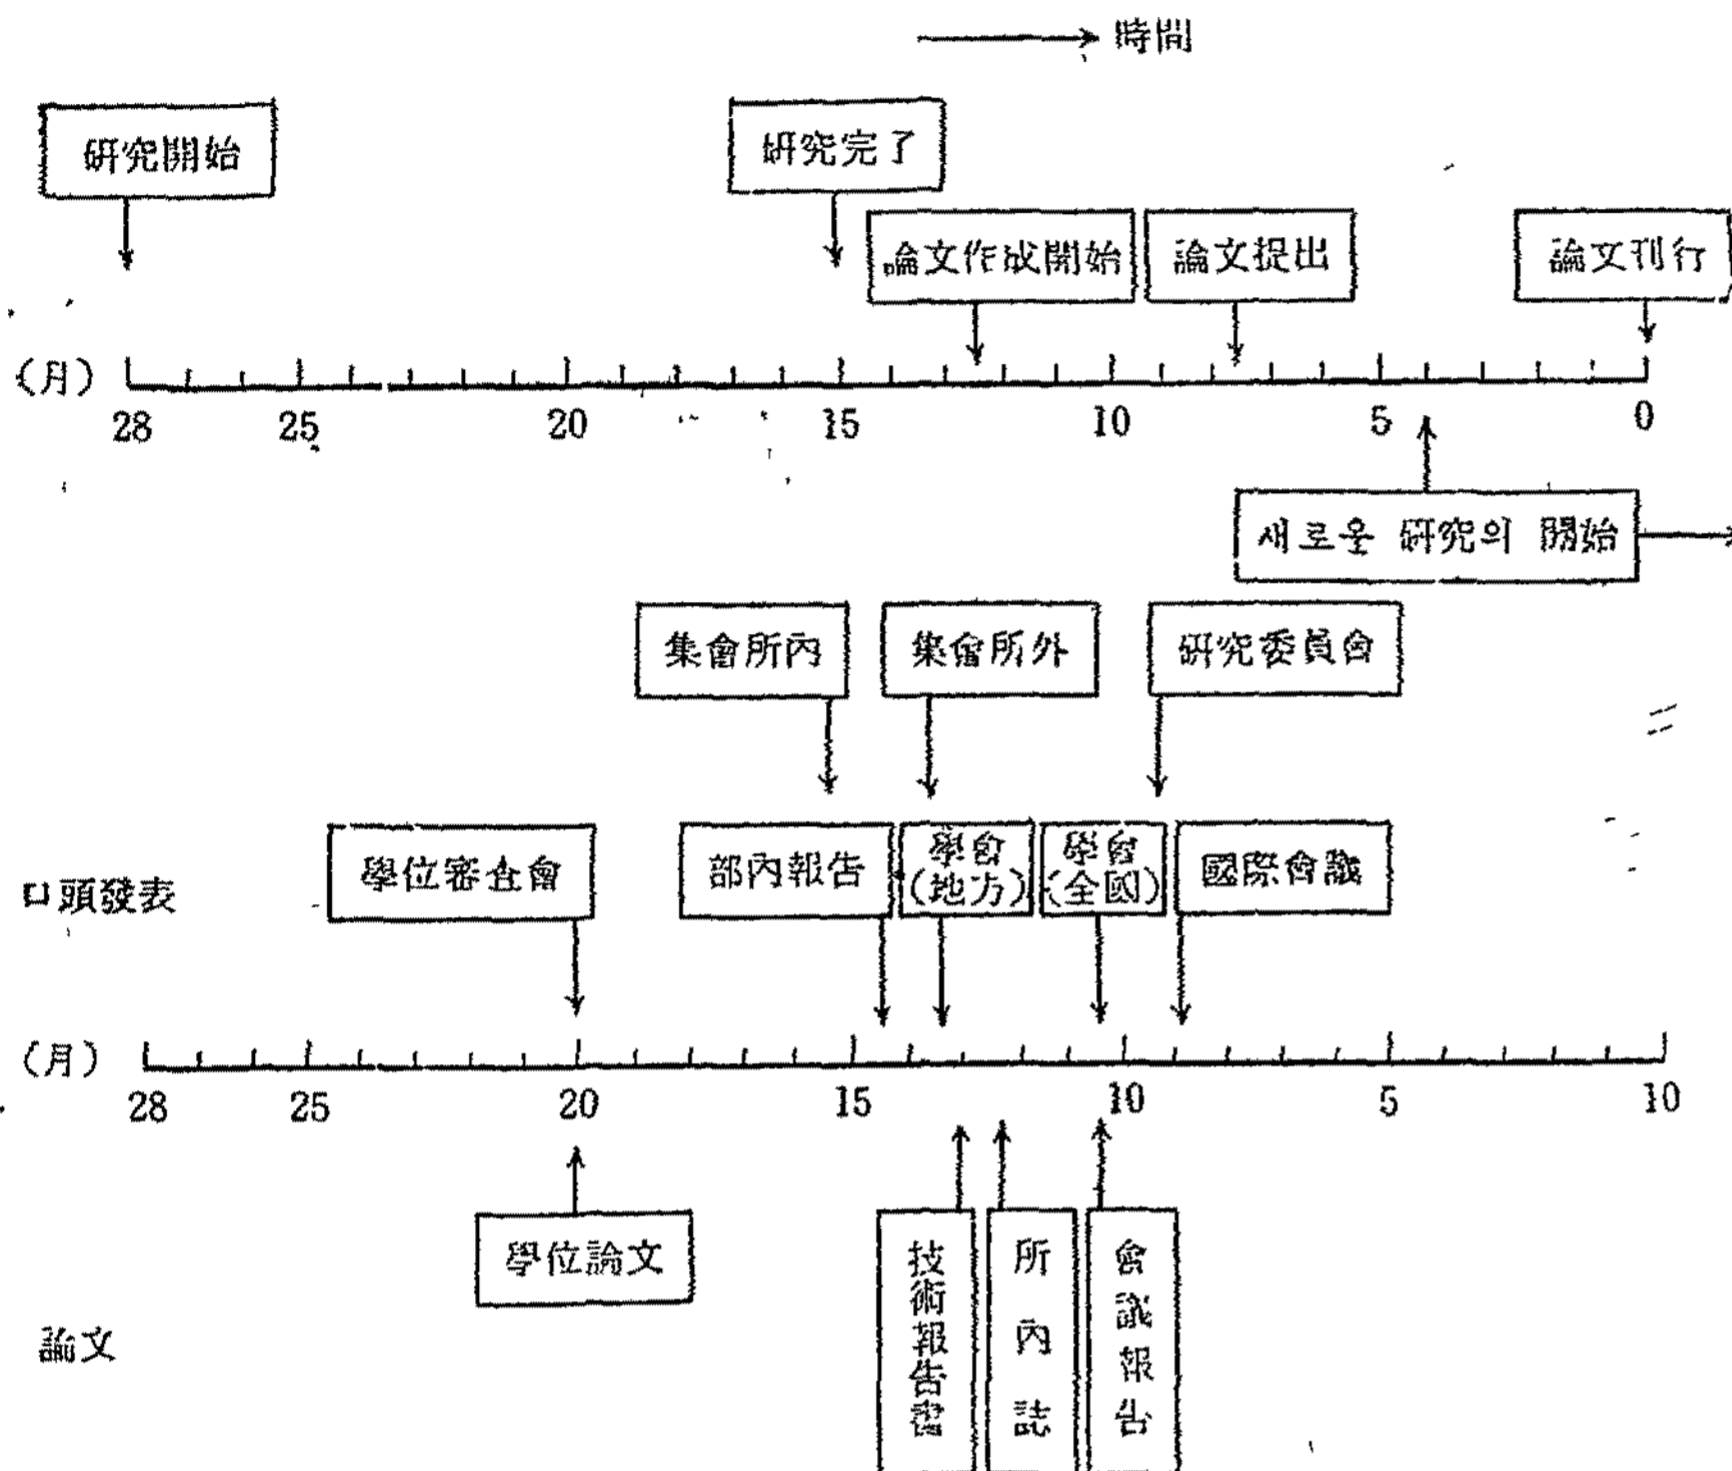 時間
研究開始
研究完了
論文作成開始
論文提出
論文刊行
(月)
28 25 20 15 10 5 0
새로운 研究의 開始
集會所內
集會所外
研究委員會
口頭發表
學位審査會
部內報告
學會
(地方)
學會
(全國)
國際會議
(月)
28 25 20 15 10 5 10
學位論文
論文
技術報告書
所內誌
會議報告